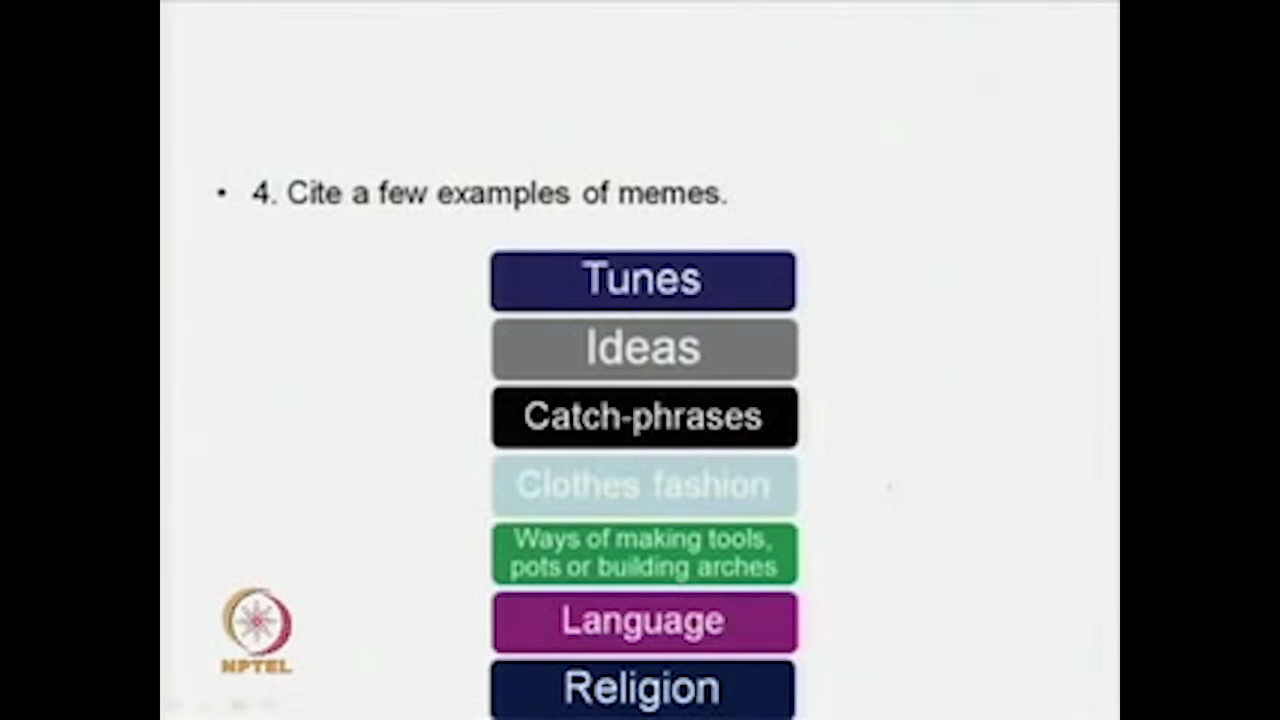 • 4. Cite a few examples of memes.
Tunes
Ideas
Catch-phrases
Clothes fashion
Ways of making tools,
pots or building arches
Language
Religion
NPTEL